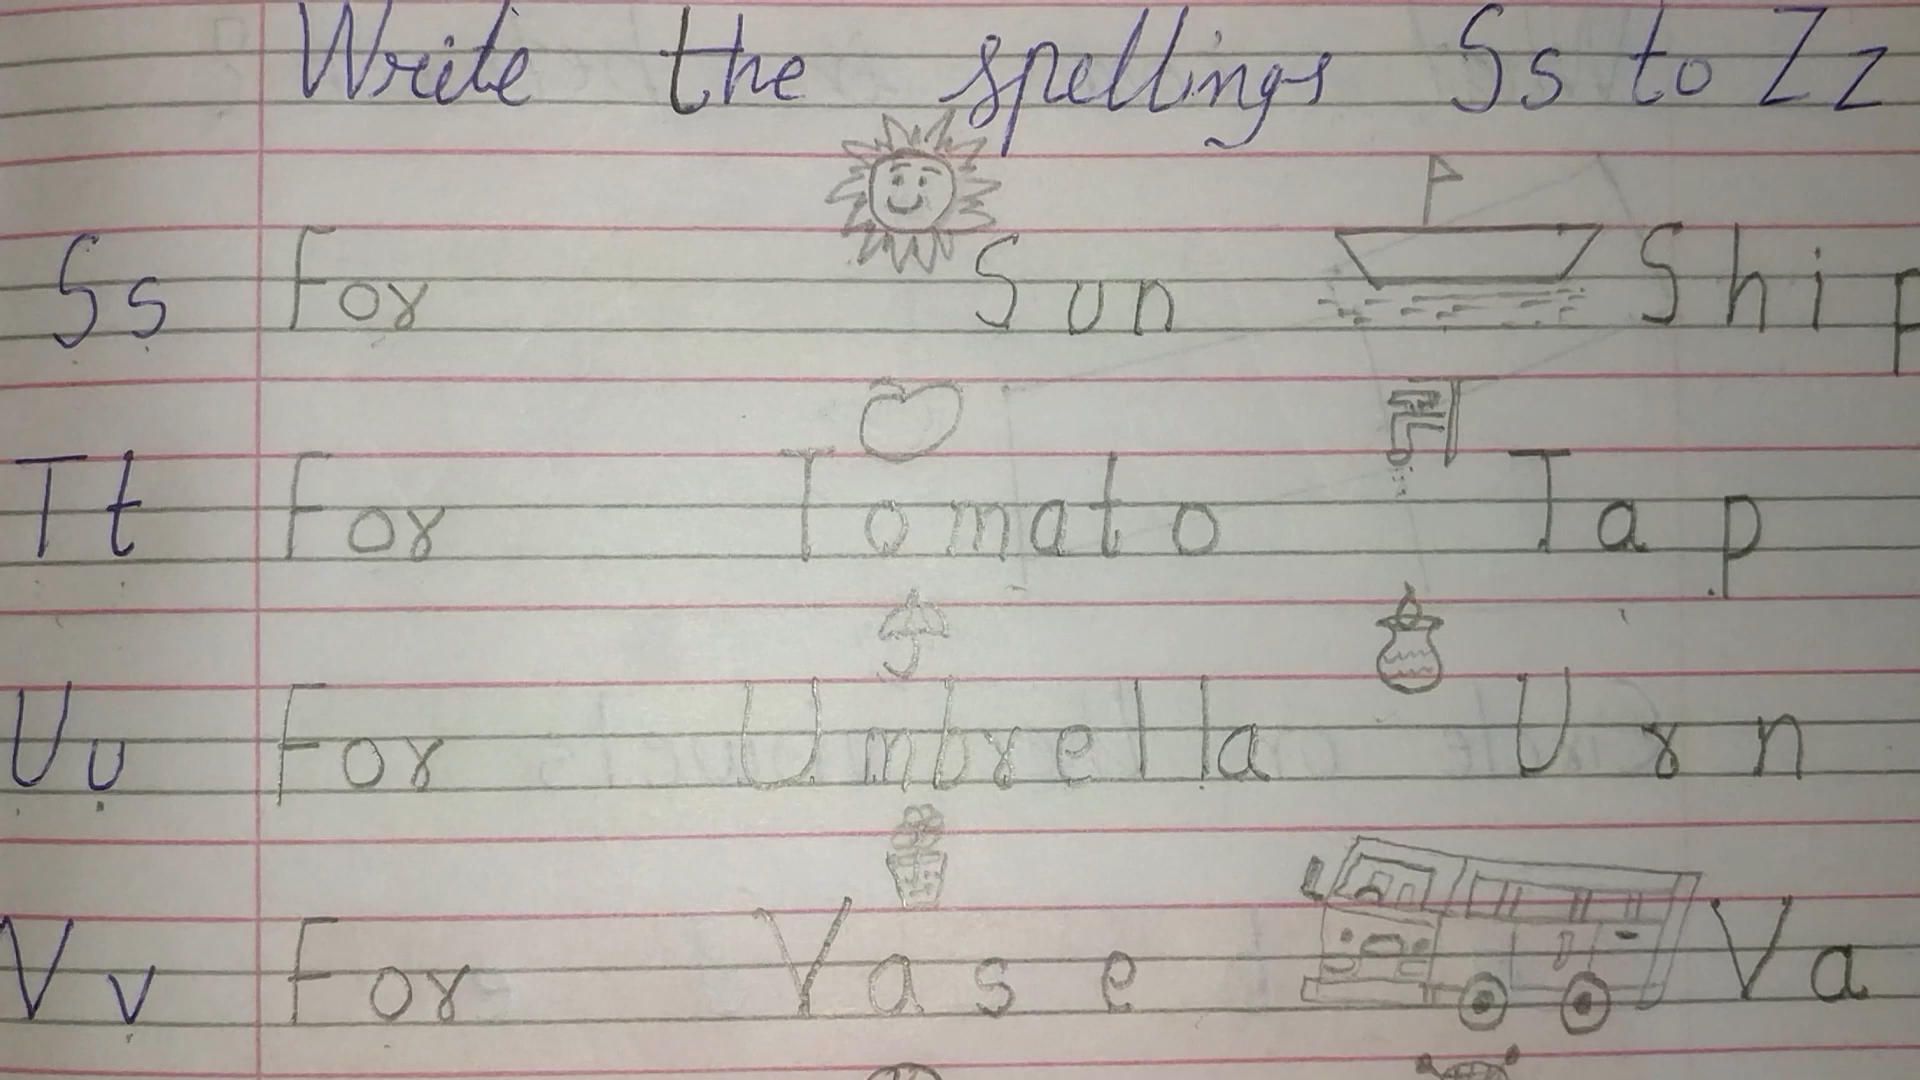 Write the spellings Ss to Zz
Ss For Sun Ship
Tt For Tomato Tap
Uu For Umbrella Urn
Vv For Vase Va